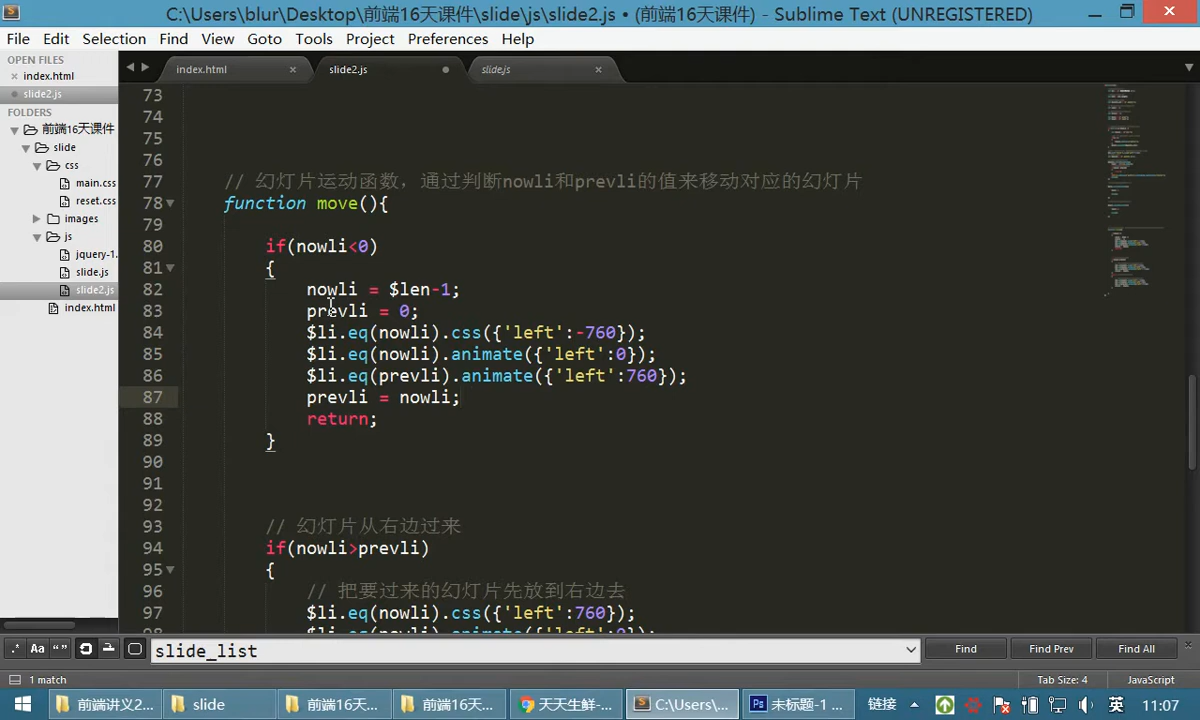 C:\Users\blur\Desktop\前端16天课件\slide\js\slide2.js • (前端16天课件) - Sublime Text (UNREGISTERED)
File Edit Selection Find View Goto Tools Project Preferences Help
OPEN FILES
index.html
slide2.js
FOLDERS
前端16天课件
slide
css
main.css
reset.css
images
js
jquery-1.
slide.js
slide2.js
index.html
index.html slide2.js slide.js
73
74
75
76
77 // 幻灯片运动函数，通过判断nowli和prevli的值来移动对应的幻灯片
78 function move(){
79
80 if(nowli<0)
81 {
82 nowli = $len-1;
83 prevli = 0;
84 $li.eq(nowli).css({'left':-760});
85 $li.eq(nowli).animate({'left':0});
86 $li.eq(prevli).animate({'left':760});
87 prevli = nowli;
88 return;
89 }
90
91
92
93 // 幻灯片从右边过来
94 if(nowli>prevli)
95 {
96 // 把要过来的幻灯片先放到右边去
97 $li.eq(nowli).css({'left':760});
98 $li.eq(nowli).animate({'left':0});
.* Aa “” slide_list Find Find Prev Find All
1 match Tab Size: 4 JavaScript
前端讲义2... slide 前端16天... 前端16天... 天天生鲜-... C:\Users\... 未标题-1 ... 链接 英 11:07